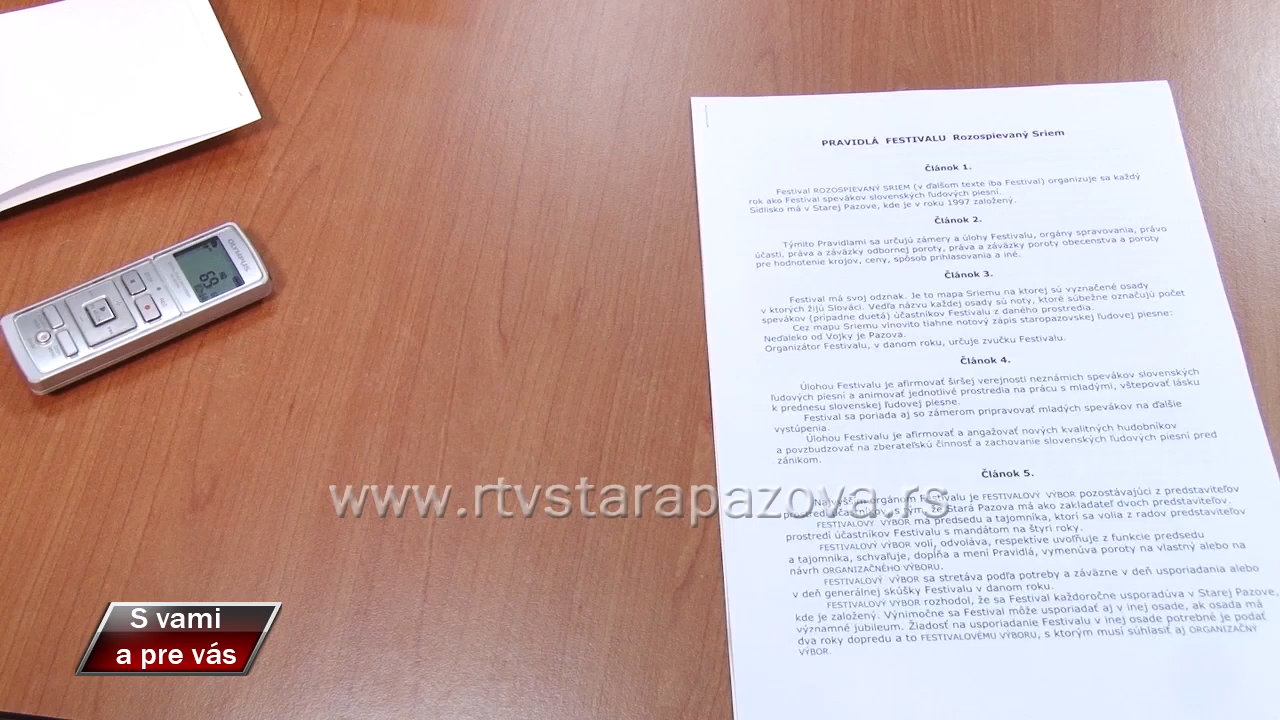 PRAVIDLÁ FESTIVALU Rozospievaný Sriem
Článok 1.
Festival ROZOSPIEVANÝ SRIEM (v ďalšom texte iba Festival) organizuje sa každý
rok ako Festival spevákov slovenských ľudových piesní.
Sídlisko má v Starej Pazove, kde je v roku 1997 založený.
Článok 2.
Týmito Pravidlami sa určujú zámery a úlohy Festivalu, orgány spravovania, právo
účasti, práva a záväzky odbornej poroty, práva a záväzky poroty obecenstva a poroty
pre hodnotenie krojov, ceny, spôsob prihlasovania a iné.
Článok 3.
Festival má svoj odznak. Je to mapa Sriemu na ktorej sú vyznačené osady
v ktorých žijú Slováci. Vedľa názvu každej osady sú noty, ktoré súbežne označujú počet
spevákov (prípadne duetá) účastníkov Festivalu z daného prostredia.
Cez mapu Sriemu vlnovito tiahne notový zápis staropazovskej ľudovej piesne:
Neďaleko od Vojky je Pazova.
Organizátor Festivalu, v danom roku, určuje zvučku Festivalu.
Článok 4.
Úlohou Festivalu je afirmovať širšej verejnosti neznámich spevákov slovenských
ľudových piesní a animovať jednotlivé prostredia na prácu s mladými, vštepovať lásku
k prednesu slovenskej ľudovej piesne.
Festival sa poriada aj so zámerom pripravovať mladých spevákov na ďalšie
vystúpenia.
Úlohou Festivalu je afirmovať a angažovať nových kvalitných hudobníkov
a povzbudzovať na zberateľskú činnosť a zachovanie slovenských ľudových piesní pred
zánikom.
Článok 5.
Najvyšším orgánom Festivalu je FESTIVALOVÝ VÝBOR pozostávajúci z predstaviteľov
prostredí účastníkov, s tým, že Stará Pazova má ako zakladateľ dvoch predstaviteľov.
FESTIVALOVÝ VÝBOR má predsedu a tajomníka, ktorí sa volia z radov predstaviteľov
prostredí účastníkov Festivalu s mandátom na štyri roky.
FESTIVALOVÝ VÝBOR volí, odvoláva, respektíve uvoľňuje z funkcie predsedu
a tajomníka, schvaľuje, dopĺňa a mení Pravidlá, vymenúva poroty na vlastný alebo na
návrh ORGANIZAČNÉHO VÝBORU.
FESTIVALOVÝ VÝBOR sa stretáva podľa potreby a záväzne v deň usporiadania alebo
v deň generálnej skúšky Festivalu v danom roku.
FESTIVALOVÝ VÝBOR rozhodol, že sa Festival každoročne usporadúva v Starej Pazove,
kde je založený. Výnimočne sa Festival môže usporiadať aj v inej osade, ak osada má
významné jubileum. Žiadosť na usporiadanie Festivalu v inej osade potrebné je podať
dva roky dopredu a to FESTIVALOVÉMU VÝBORU, s ktorým musí súhlasiť aj ORGANIZAČNÝ
VÝBOR.
OLYMPUS
69
www.rtvstarapazova.rs
S vami
a pre vás